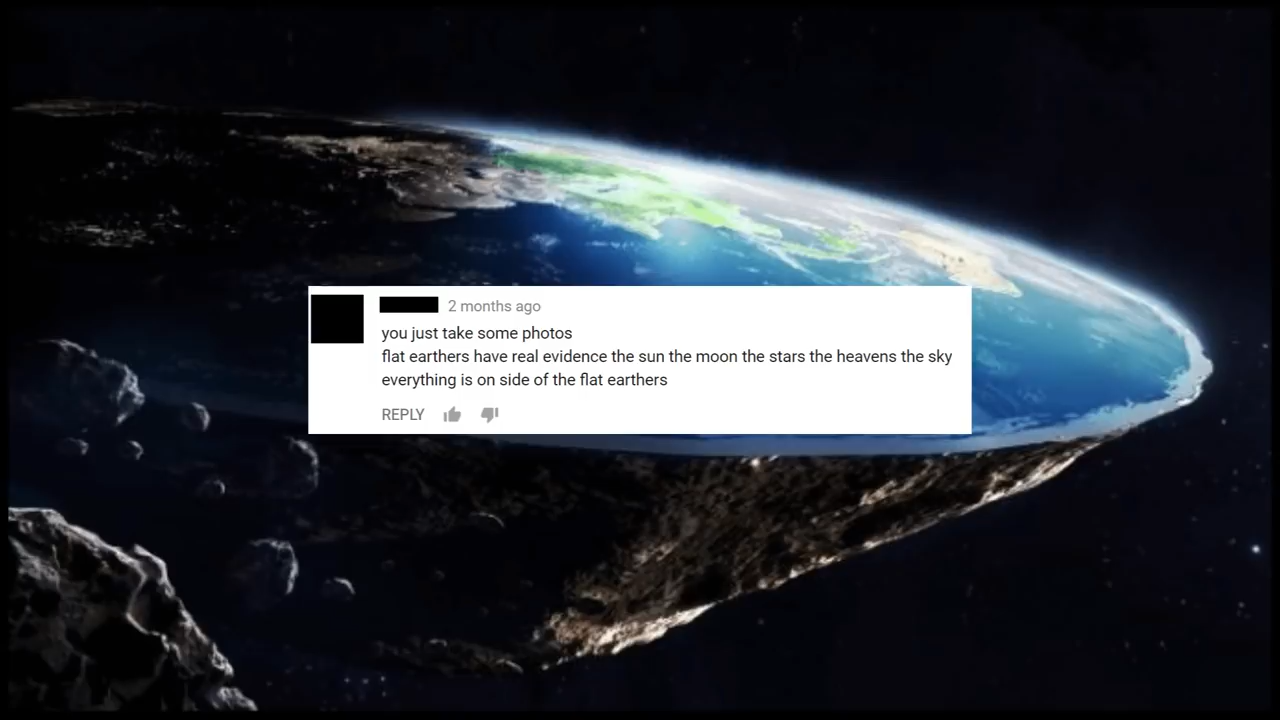 2 months ago
you just take some photos
flat earthers have real evidence the sun the moon the stars the heavens the sky
everything is on side of the flat earthers
REPLY